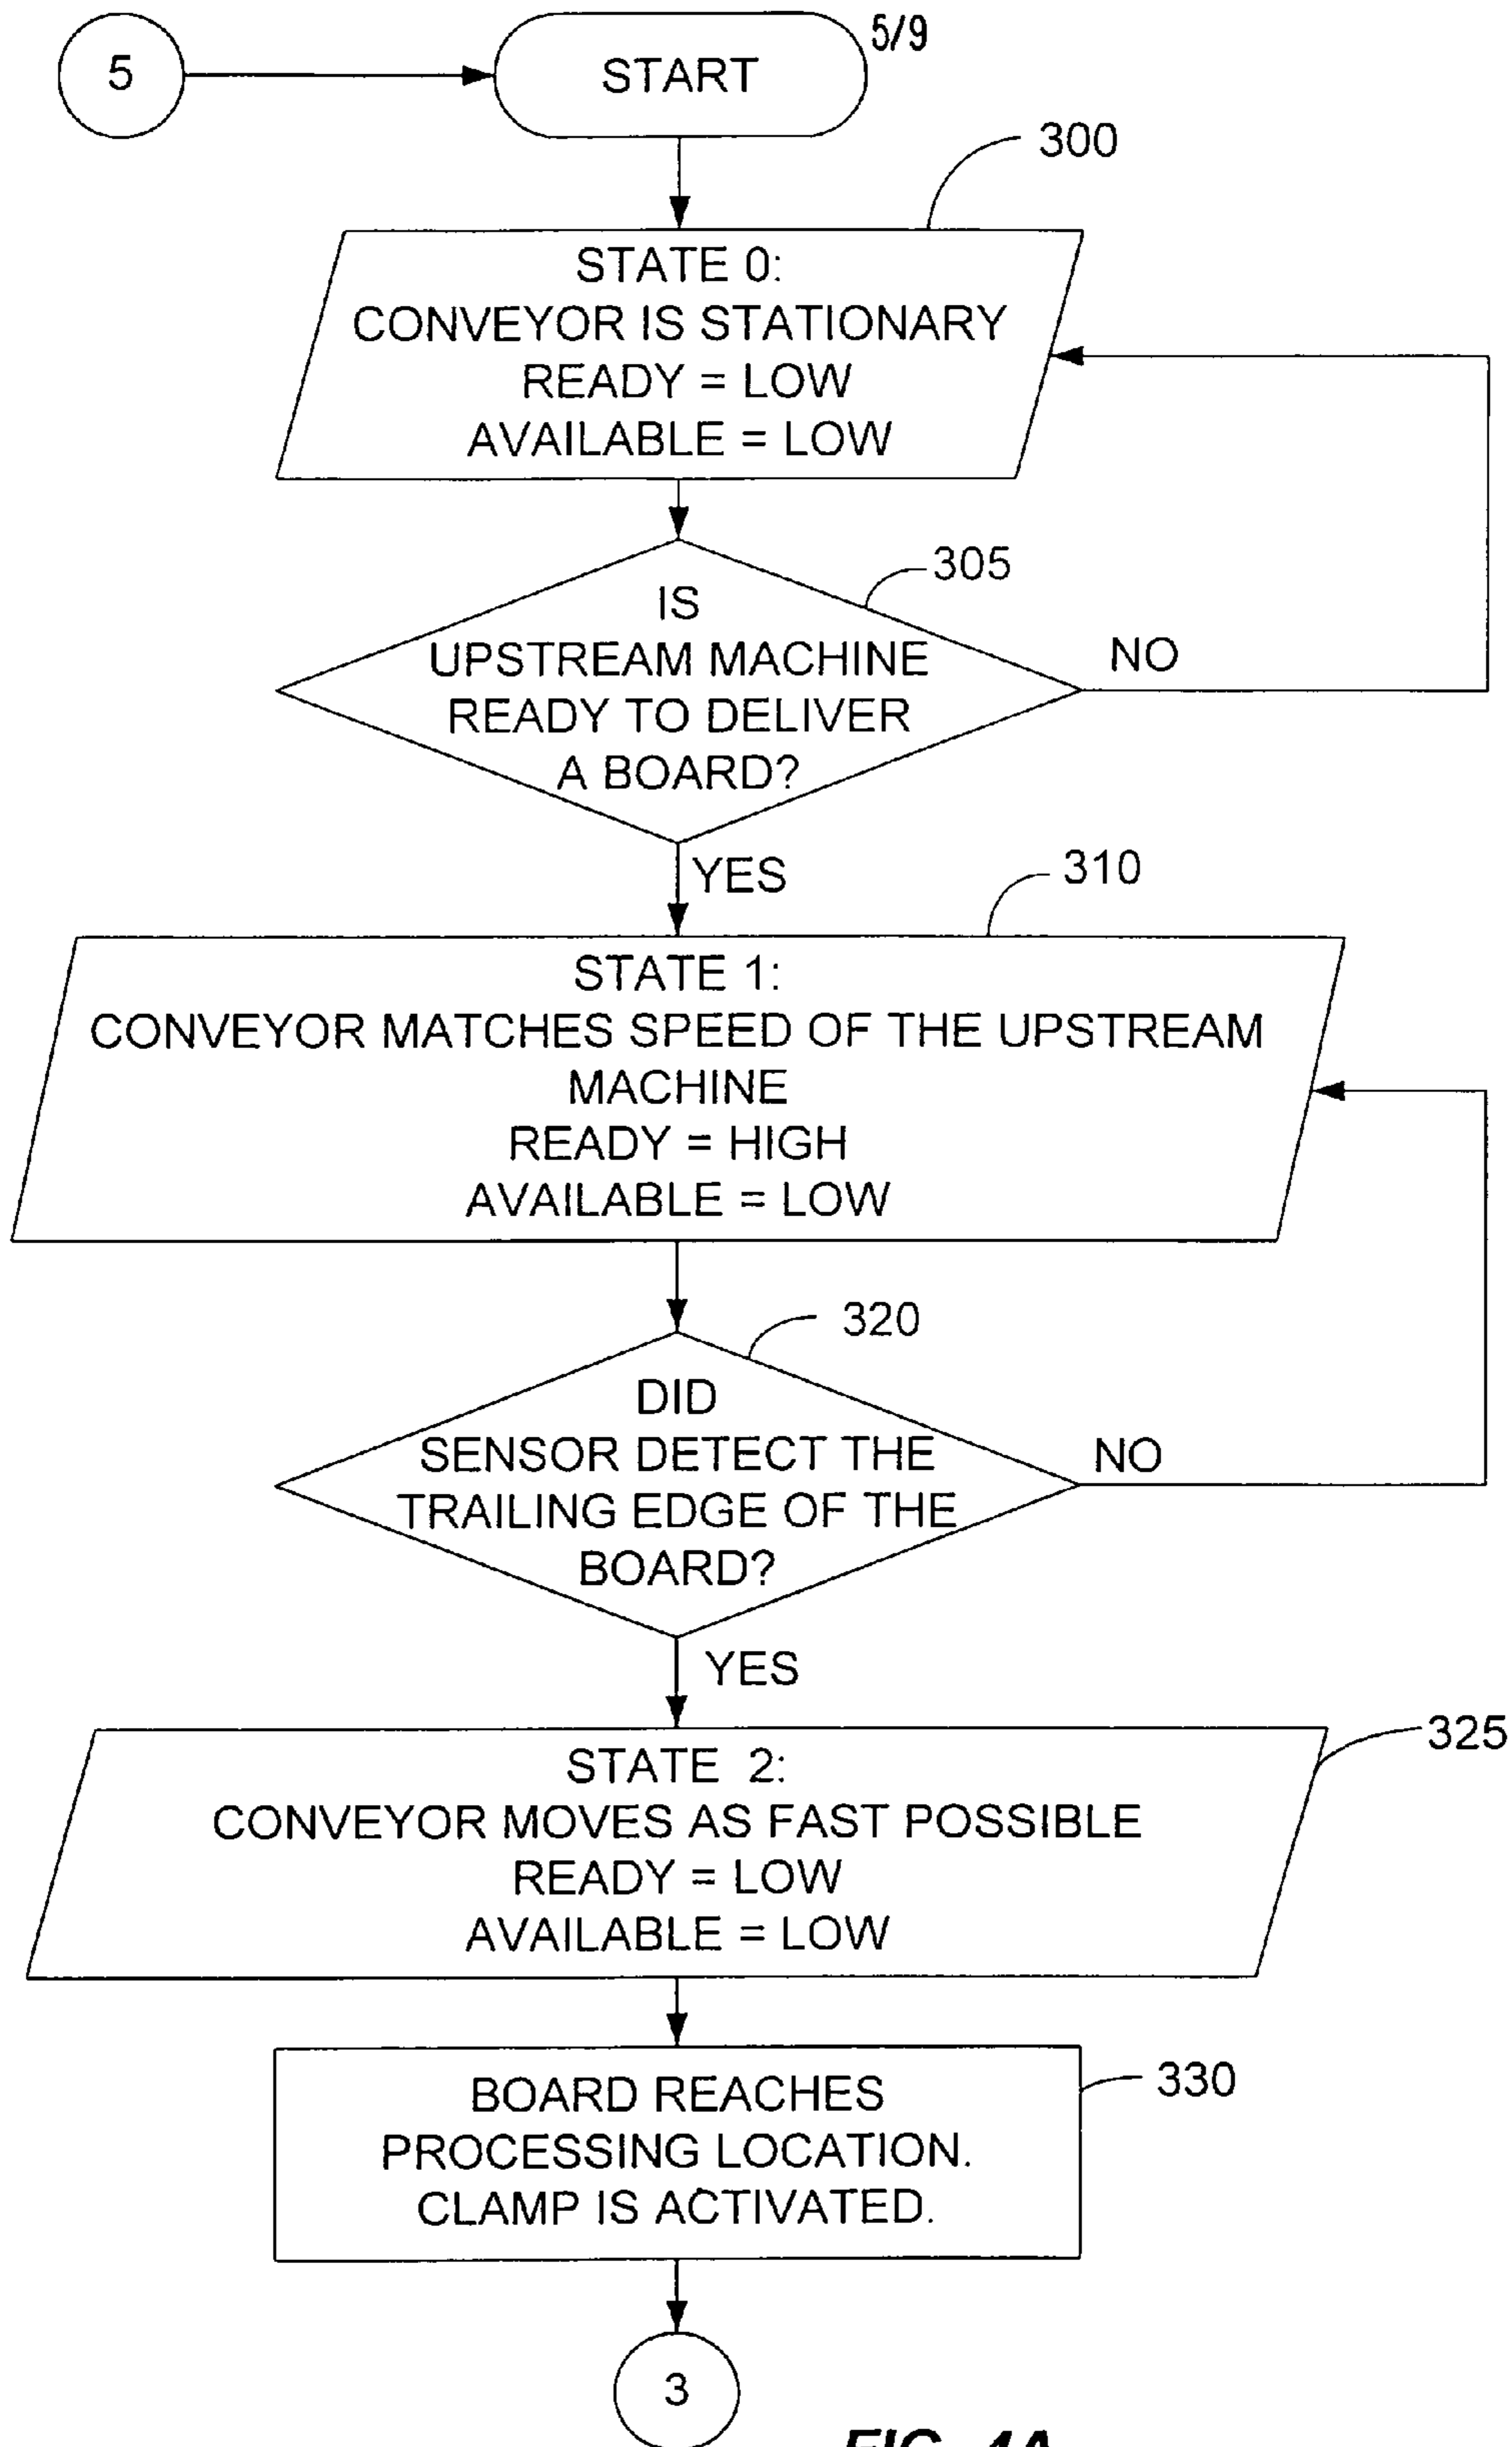 5
START
5/9
300
STATE 0:
CONVEYOR IS STATIONARY
READY = LOW
AVAILABLE = LOW
305
IS
UPSTREAM MACHINE
READY TO DELIVER
A BOARD?
NO
YES
310
STATE 1:
CONVEYOR MATCHES SPEED OF THE UPSTREAM
MACHINE
READY = HIGH
AVAILABLE = LOW
320
DID
SENSOR DETECT THE
TRAILING EDGE OF THE
BOARD?
NO
YES
325
STATE 2:
CONVEYOR MOVES AS FAST POSSIBLE
READY = LOW
AVAILABLE = LOW
330
BOARD REACHES
PROCESSING LOCATION.
CLAMP IS ACTIVATED.
3
FIG. 4A